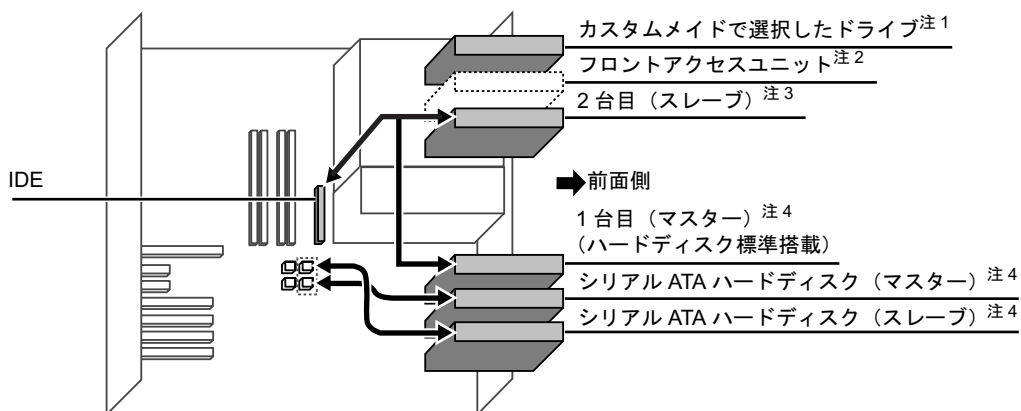 カスタムメイドで選択したドライブ注1
フロントアクセスユニット注2
2台目（スレーブ）注3
IDE
前面側
1台目（マスター）注4
（ハードディスク標準搭載）
シリアルATAハードディスク（マスター）注4
シリアルATAハードディスク（スレーブ）注4